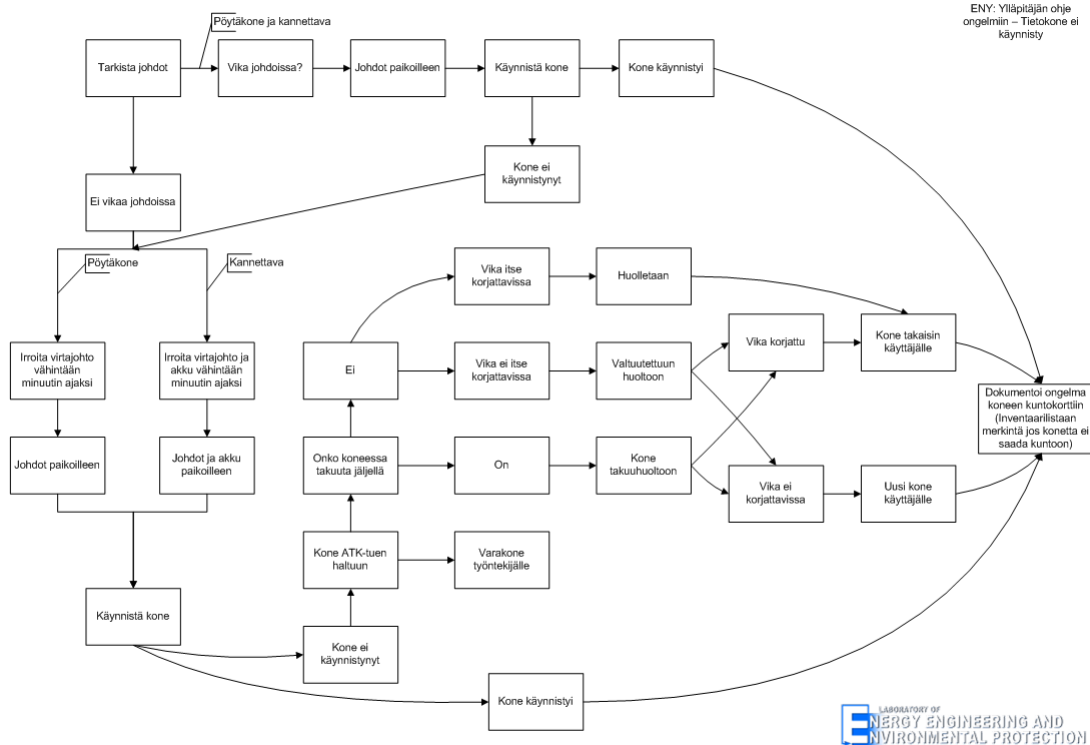 ENY: Ylläpitäjän ohje
ongelmiin – Tietokone ei
käynnisty
Pöytäkone ja kannettava
Tarkista johdot
Vika johdoissa?
Johdot paikoilleen
Käynnistä kone
Kone käynnistyi
Kone ei
käynnistynyt
Ei vikaa johdoissa
Pöytäkone
Kannettava
Vika itse
korjattavissa
Huolletaan
Irroita virtajohto
vähintään
minuutin ajaksi
Irroita virtajohto ja
akku vähintään
minuutin ajaksi
Ei
Vika ei itse
korjattavissa
Valtuutettuun
huoltoon
Vika korjattu
Kone takaisin
käyttäjälle
Dokumentoi ongelma
koneen kuntokorttiin
(Inventaarilistaan
merkintä jos konetta ei
saada kuntoon)
Johdot paikoilleen
Johdot ja akku
paikoilleen
Onko koneessa
takuuta jäljellä
On
Kone
takuuhuoltoon
Vika ei
korjattavissa
Uusi kone
käyttäjälle
Kone ATK-tuen
haltuun
Varakone
työntekijälle
Käynnistä kone
Kone ei
käynnistynyt
Kone käynnistyi
LABORATORY OF
ENERGY ENGINEERING AND
ENVIRONMENTAL PROTECTION